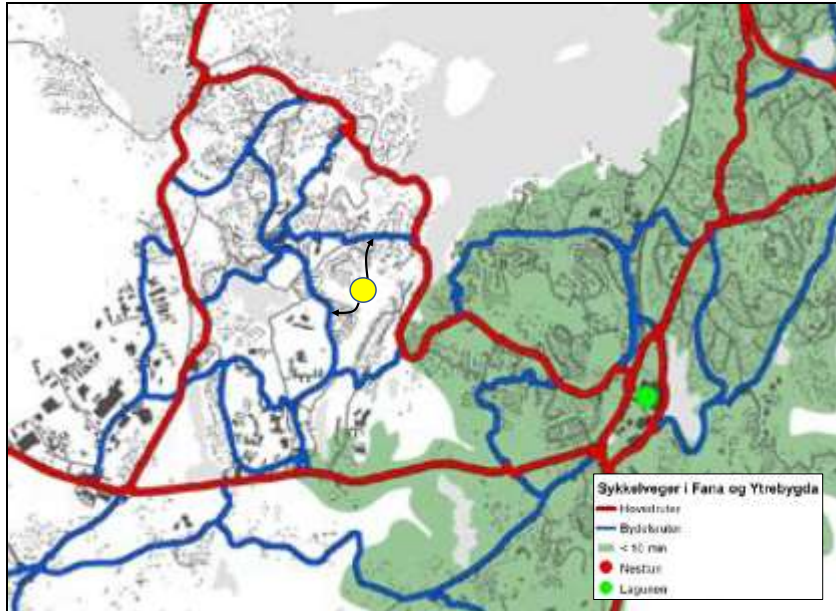 Sykkelveger i Fana og Ytrebygda
Hovedruter
Bydelsruter
< 10 min
Nesttun
Lagunen